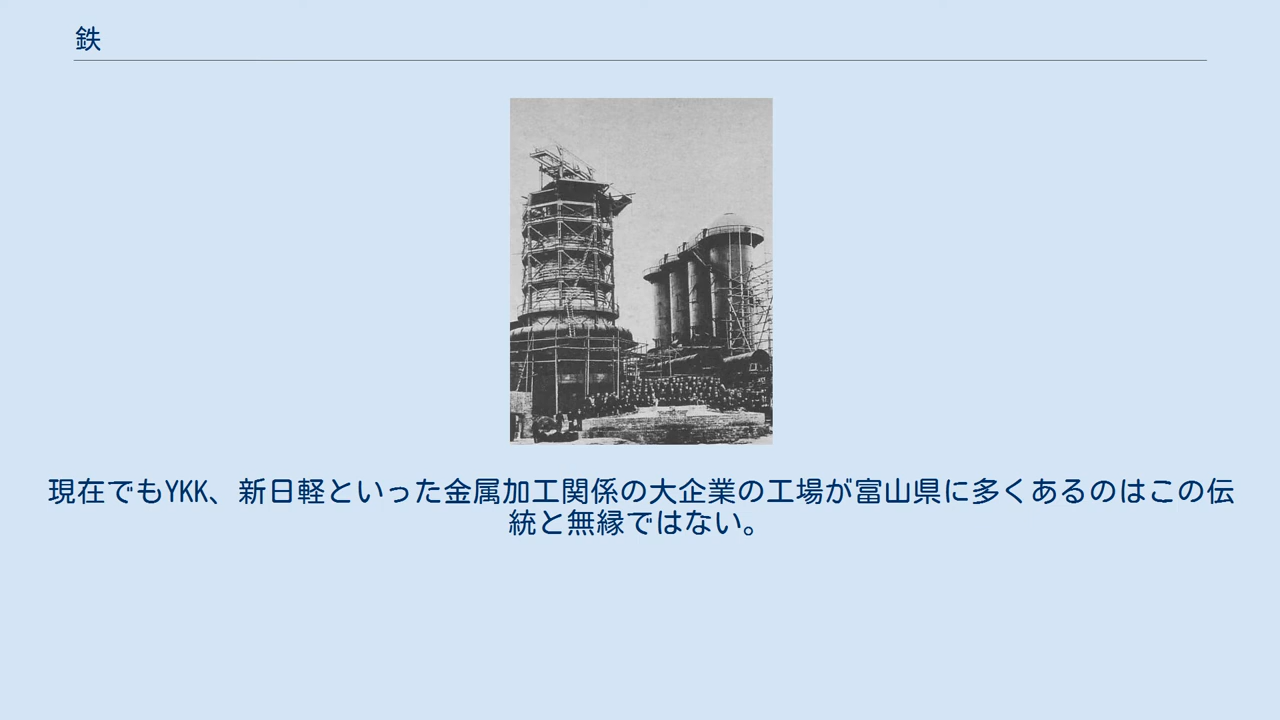 鉄
現在でもYKK、新日軽といった金属加工関係の大企業の工場が富山県に多くあるのはこの伝
統と無縁ではない。